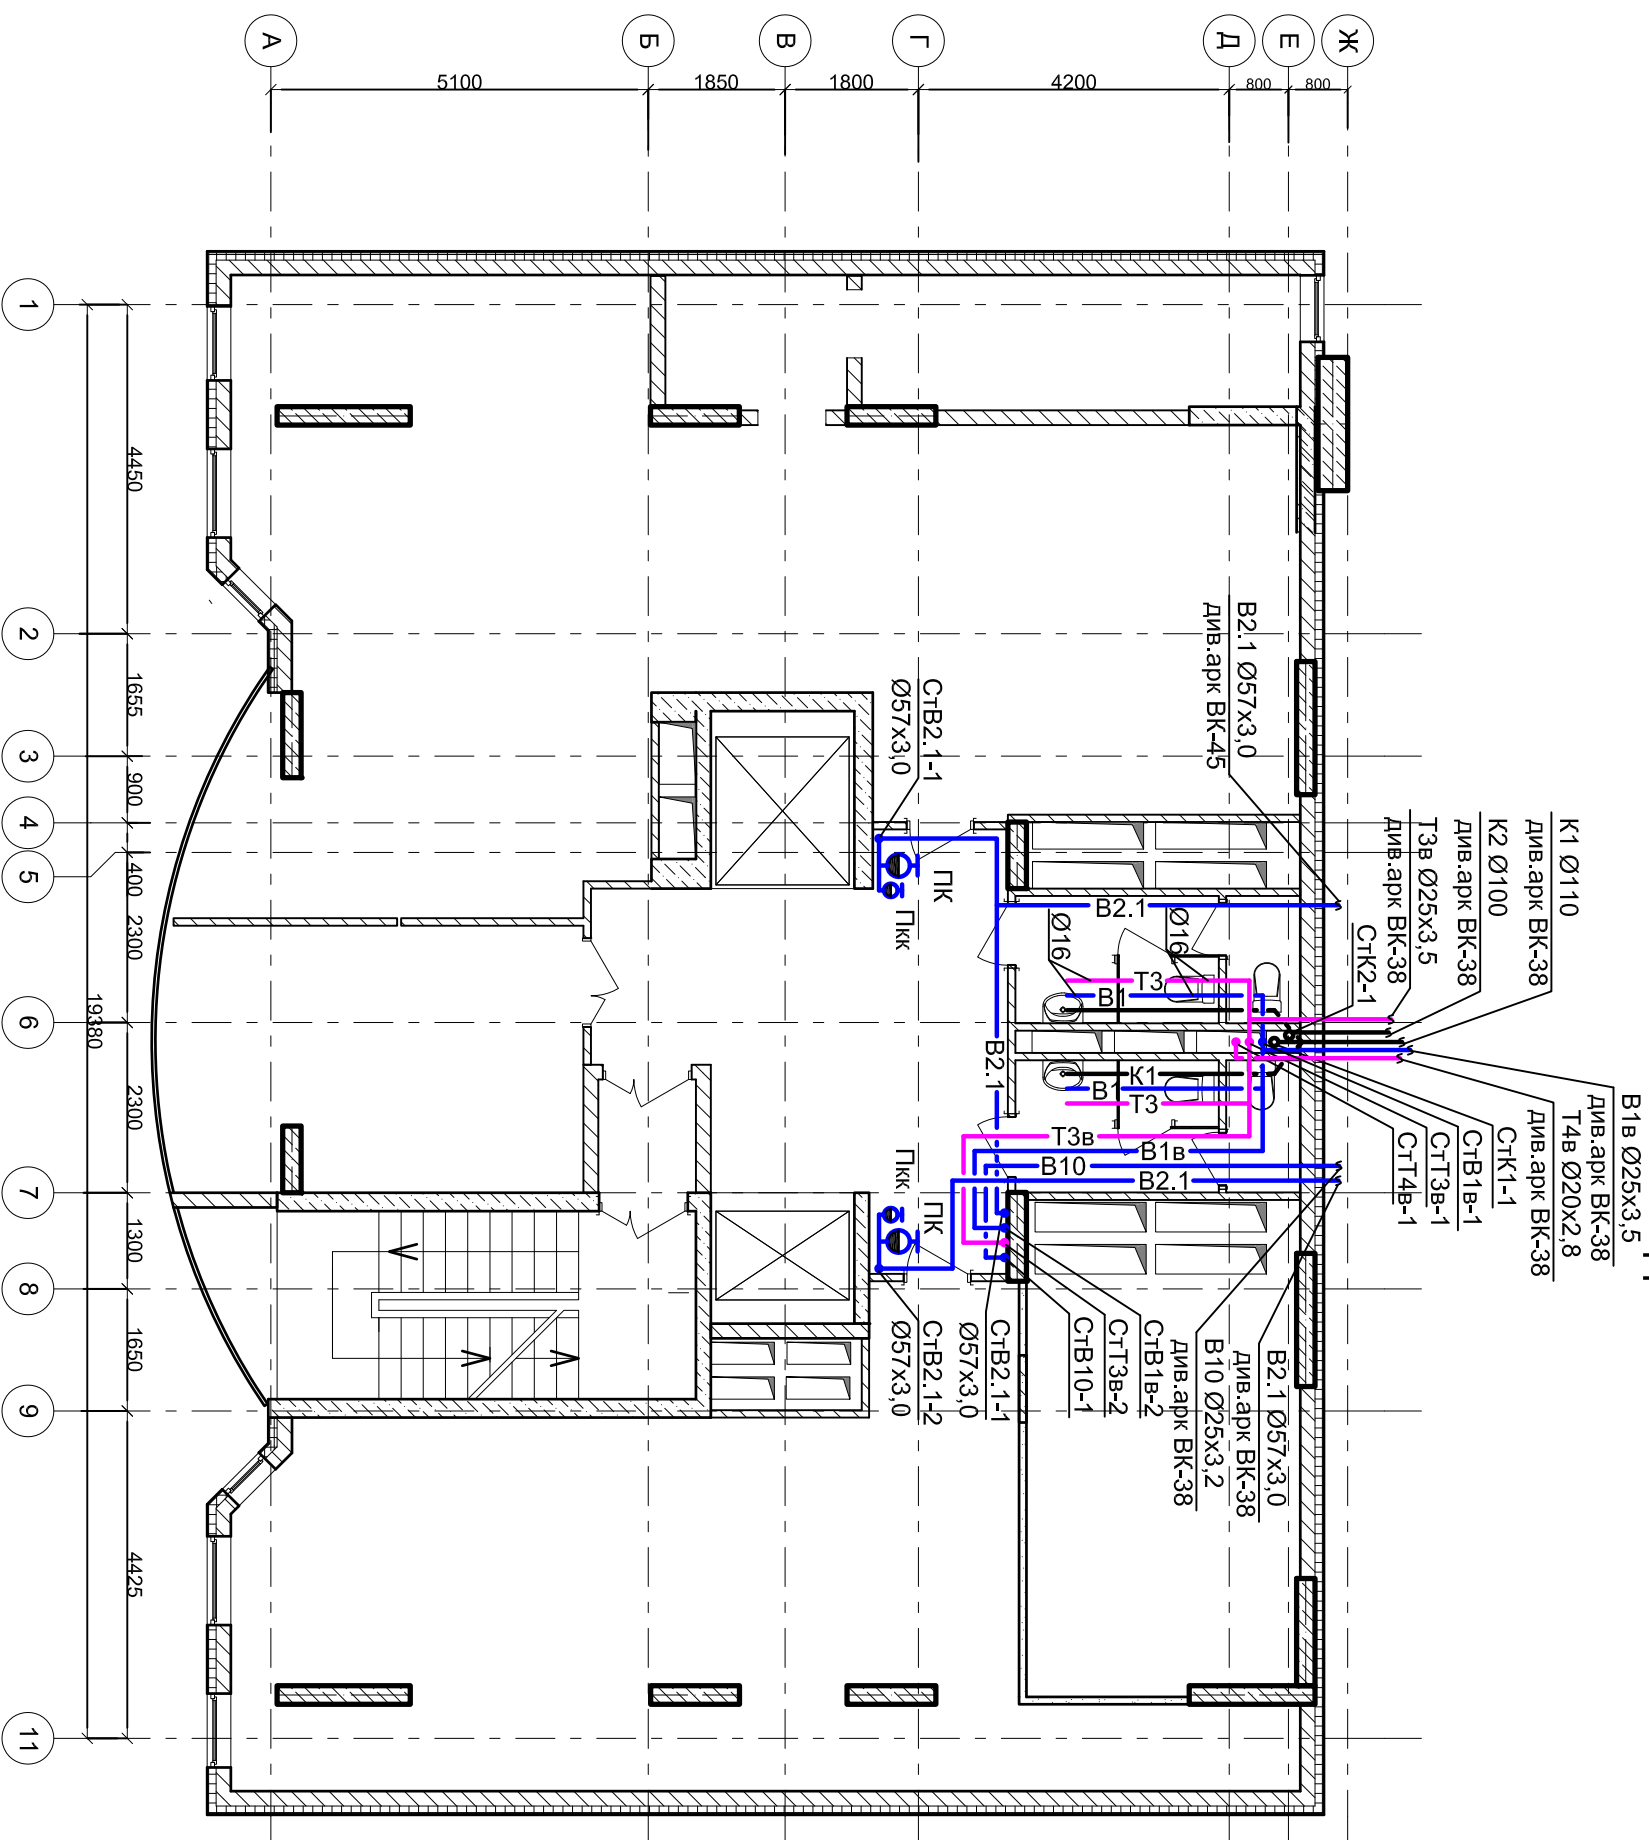 А
Б
В
Г
Д
Е
Ж
5100
1850
1800
4200
800
800
1
2
3
4
5
6
7
8
9
11
4450
1655
900
400
2300
2300
1300
1650
4425
19380
В2.1 Ø57х3,0
див.арк ВК-45
СтВ2.1-1
Ø57х3,0
К1 Ø110
див.арк ВК-38
К2 Ø100
див.арк ВК-38
Т3в Ø25х3,5
див.арк ВК-38
СтК2-1
ПК
Пкк
В2.1
Ø16
Ø16
Т3
В1
В2.1
К1
В1
Т3
Т3в
В1в
В10
В2.1
В1в Ø25х3,5
див.арк ВК-38
Т4в Ø20х2,8
див.арк ВК-38
СтК1-1
СтВ1в-1
СтТ3в-1
СтТ4в-1
Пкк
ПК
В2.1 Ø57х3,0
див.арк ВК-38
В10 Ø25х3,2
див.арк ВК-38
СтВ1в-2
СтТ3в-2
СтВ10-1
СтВ2.1-1
Ø57х3,0
СтВ2.1-2
Ø57х3,0